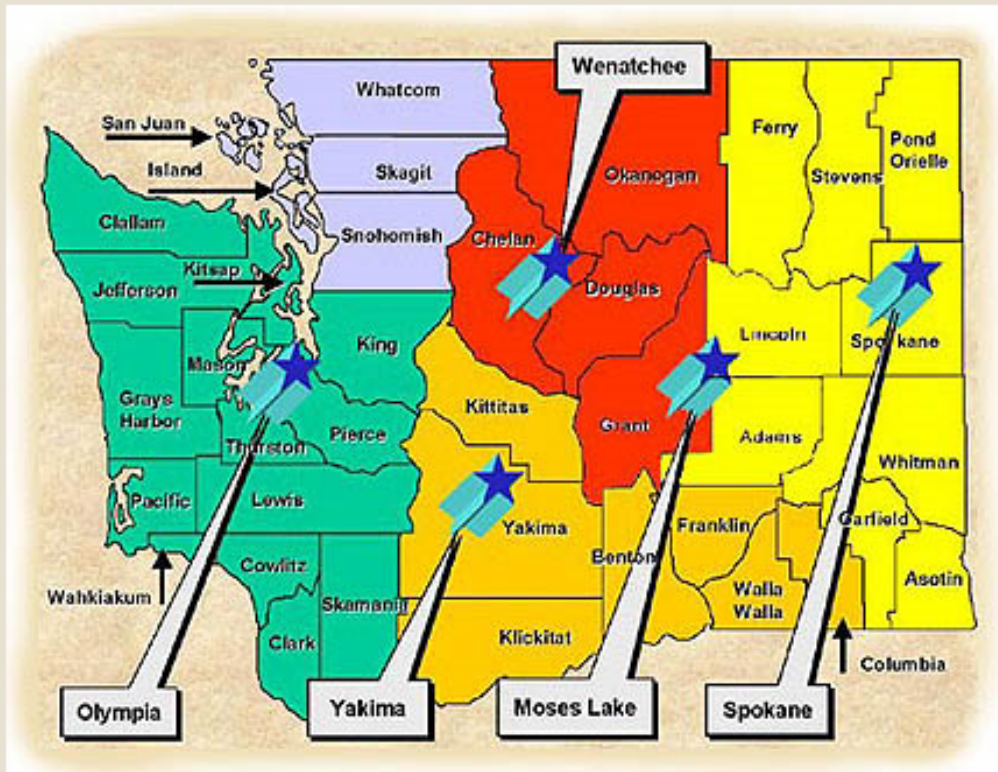 Wenatchee
Whatcom
San Juan
Ferry
Pend
Orielle
Island
Skagit
Okanogan
Stevens
Clallam
Snohomish
Chelan
Kitsap
Jefferson
Douglas
King
Lincoln
Spokane
Mason
Grays
Harbor
Kittitas
Grant
Thurston
Pierce
Adams
Whitman
Pacific
Lewis
Yakima
Franklin
Garfield
Benton
Cowlitz
Asotin
Wahkiakum
Skamania
Walla
Walla
Clark
Klickitat
Columbia
Olympia
Yakima
Moses Lake
Spokane